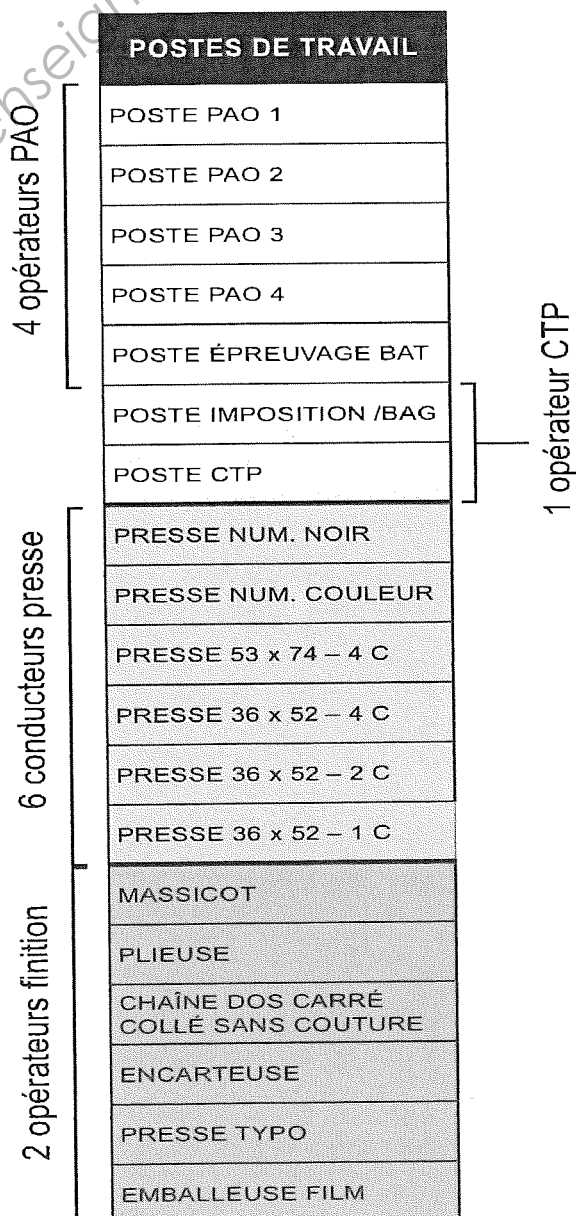 enseign
POSTES DE TRAVAIL
4 opérateurs PAO
POSTE PAO 1
POSTE PAO 2
POSTE PAO 3
POSTE PAO 4
POSTE ÉPREUVAGE BAT
POSTE IMPOSITION /BAG
POSTE CTP
1 opérateur CTP
6 conducteurs presse
PRESSE NUM. NOIR
PRESSE NUM. COULEUR
PRESSE 53 x 74 – 4 C
PRESSE 36 x 52 – 4 C
PRESSE 36 x 52 – 2 C
PRESSE 36 x 52 – 1 C
2 opérateurs finition
MASSICOT
PLIEUSE
CHAÎNE DOS CARRÉ
COLLÉ SANS COUTURE
ENCARTEUSE
PRESSE TYPO
EMBALLEUSE FILM